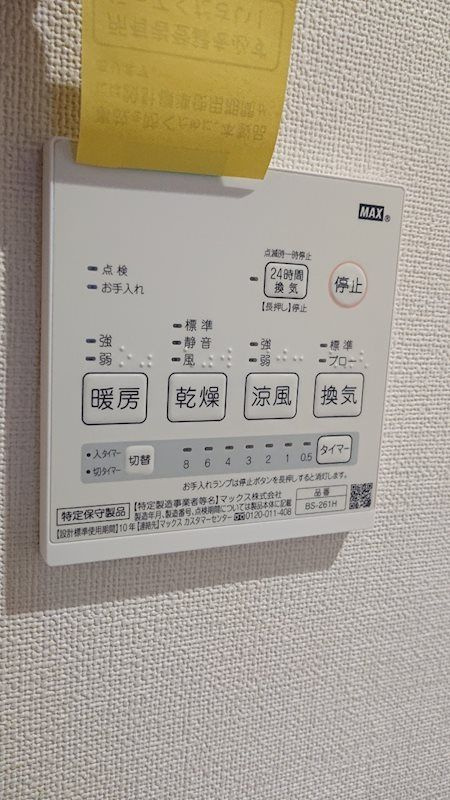 MAX®
点検
お手入れ
点滅時一時停止
24時間
換気
【長押し】停止
停止
強
弱
暖房
標準
静音
風
乾燥
強
弱
涼風
標準
ブロー
換気
入タイマー
切タイマー
切替
8 6 4 3 2 1 0.5
タイマー
お手入れランプは停止ボタンを長押しすると消灯します。
特定保守製品
【特定製造事業者等名】マックス株式会社
製造年月、製造番号、点検期間については製品本体に記載
【設計標準使用期間】10年【連絡先】マックス カスタマーセンター 0120-011-408
品番
BS-261H